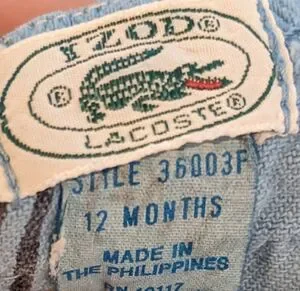 IZOD
® ®
LACOSTE®
STYLE 36003F
12 MONTHS
MADE IN
THE PHILIPPINES